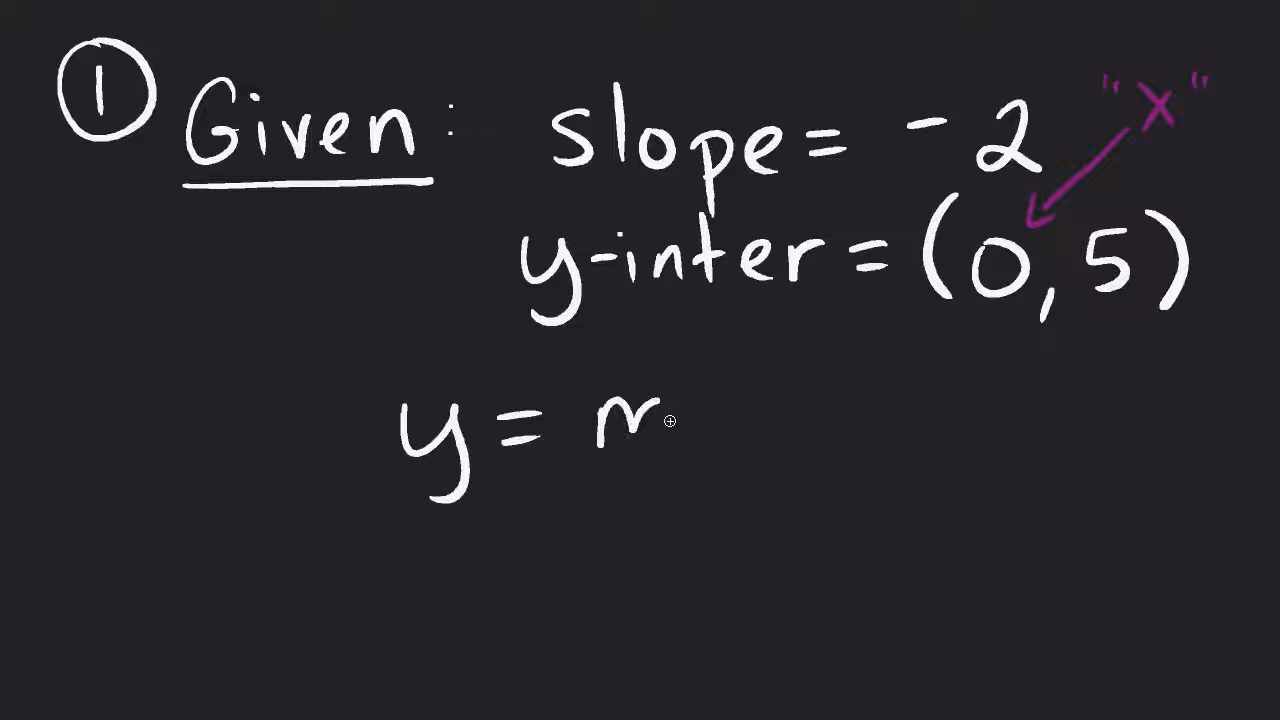 ① Given: slope = -2 "x"
y-inter = (0, 5)
y = m